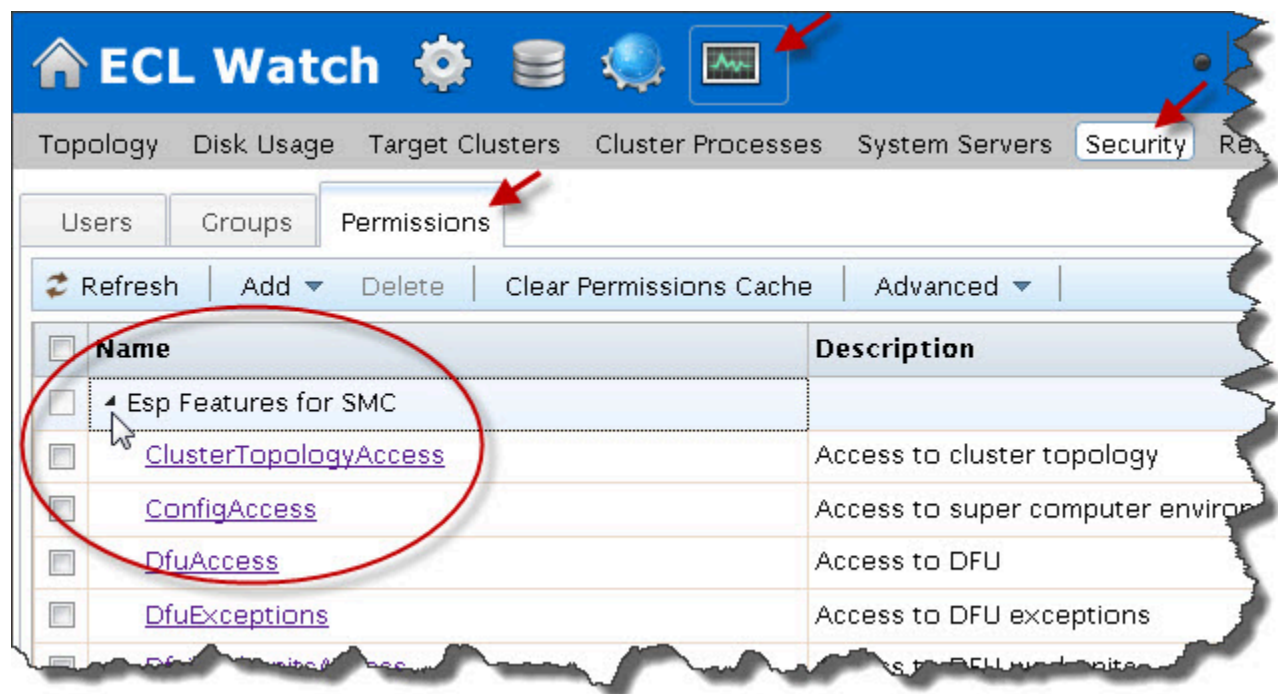 ECL Watch
Topology Disk Usage Target Clusters Cluster Processes System Servers Security
Users Groups Permissions
Refresh Add Delete Clear Permissions Cache Advanced
Name Description
Esp Features for SMC
ClusterTopologyAccess Access to cluster topology
ConfigAccess Access to super computer
DfuAccess Access to DFU
DfuExceptions Access to DFU exceptions